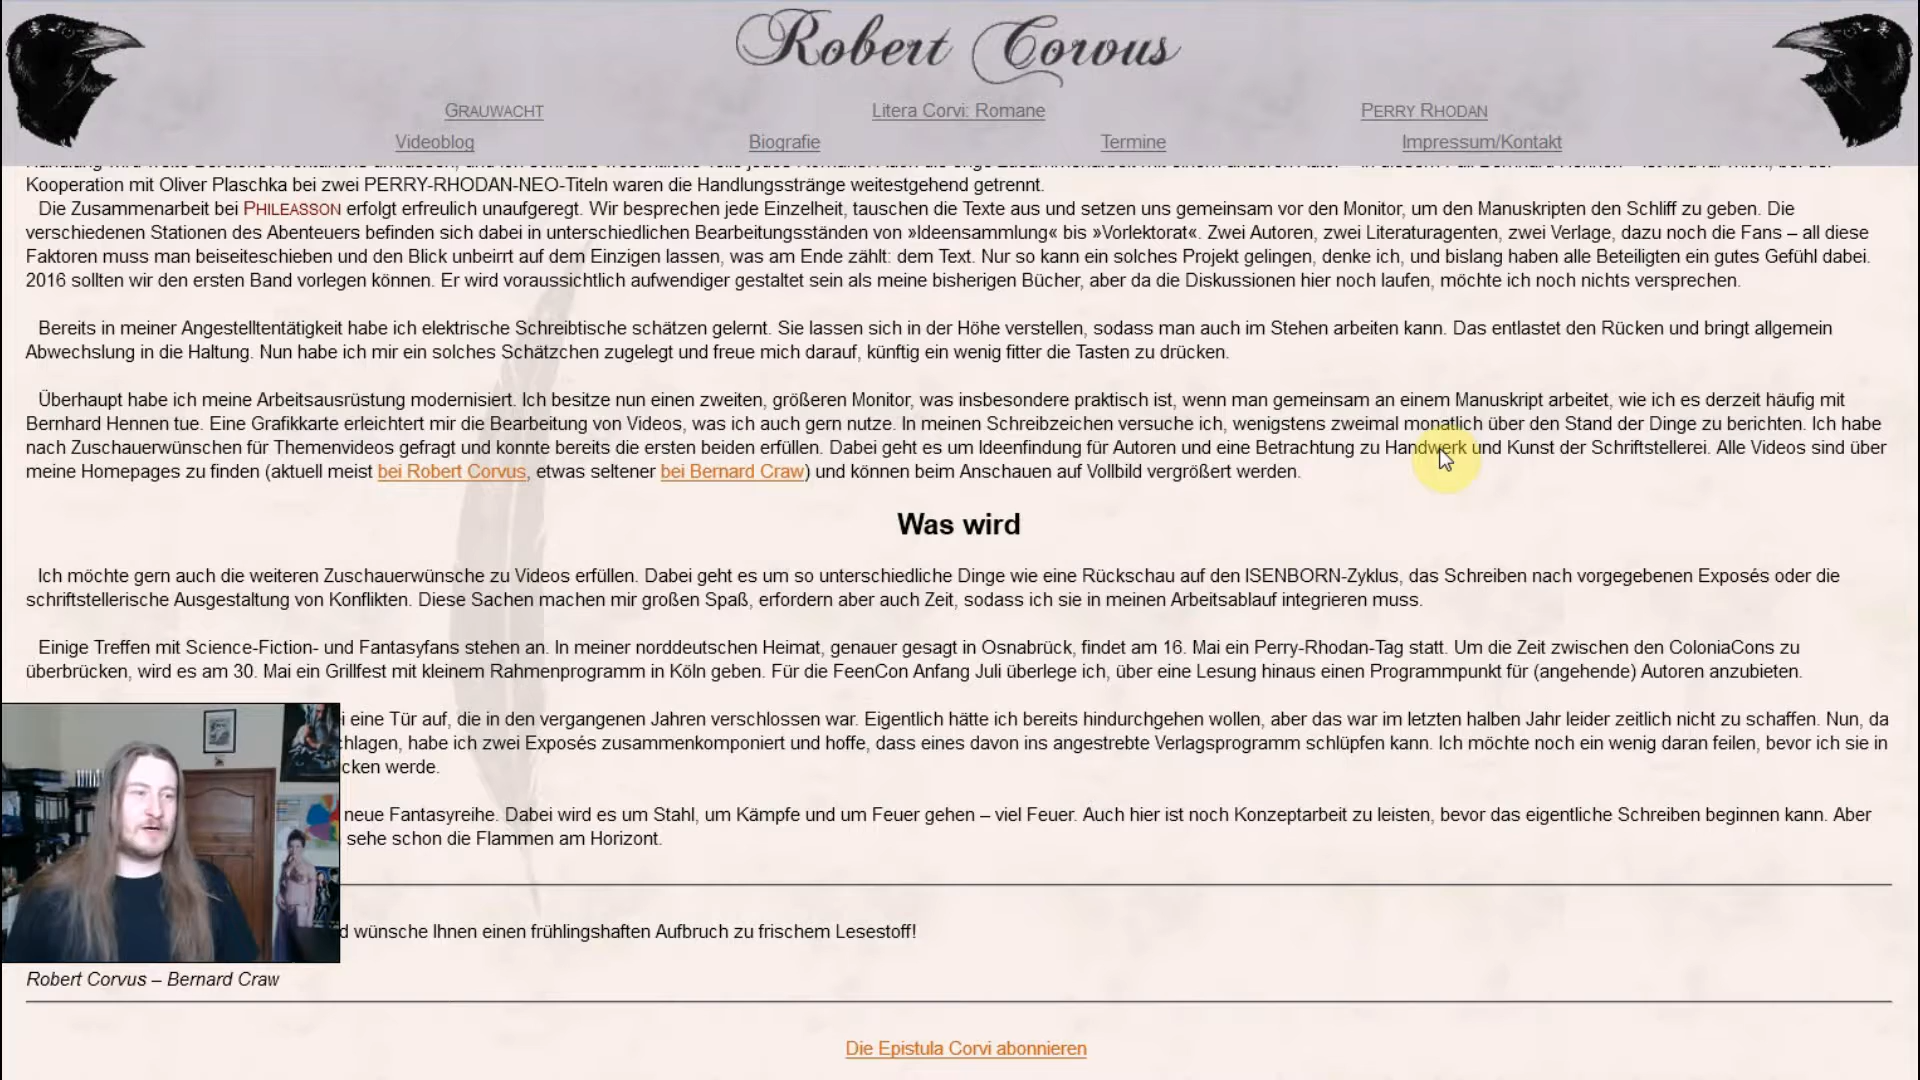 Robert Corvus
GRAUWACHT
Litera Corvi: Romane
PERRY RHODAN
Videoblog
Biografie
Termine
Impressum/Kontakt
Kooperation mit Oliver Plaschka bei zwei PERRY-RHODAN-NEO-Titeln waren die Handlungsstränge weitestgehend getrennt.
Die Zusammenarbeit bei PHILEASSON erfolgt erfreulich unaufgeregt. Wir besprechen jede Einzelheit, tauschen die Texte aus und setzen uns gemeinsam vor den Monitor, um den Manuskripten den Schliff zu geben. Die
verschiedenen Stationen des Abenteuers befinden sich dabei in unterschiedlichen Bearbeitungsständen von »Ideensammlung« bis »Vorlektorat«. Zwei Autoren, zwei Literaturagenten, zwei Verlage, dazu noch die Fans – all diese
Faktoren muss man beiseiteschieben und den Blick unbeirrt auf dem Einzigen lassen, was am Ende zählt: dem Text. Nur so kann ein solches Projekt gelingen, denke ich, und bislang haben alle Beteiligten ein gutes Gefühl dabei.
2016 sollten wir den ersten Band vorlegen können. Er wird voraussichtlich aufwendiger gestaltet sein als meine bisherigen Bücher, aber da die Diskussionen hier noch laufen, möchte ich noch nichts versprechen.
Bereits in meiner Angestelltentätigkeit habe ich elektrische Schreibtische schätzen gelernt. Sie lassen sich in der Höhe verstellen, sodass man auch im Stehen arbeiten kann. Das entlastet den Rücken und bringt allgemein
Abwechslung in die Haltung. Nun habe ich mir ein solches Schätzchen zugelegt und freue mich darauf, künftig ein wenig fitter die Tasten zu drücken.
Überhaupt habe ich meine Arbeitsausrüstung modernisiert. Ich besitze nun einen zweiten, größeren Monitor, was insbesondere praktisch ist, wenn man gemeinsam an einem Manuskript arbeitet, wie ich es derzeit häufig mit
Bernhard Hennen tue. Eine Grafikkarte erleichtert mir die Bearbeitung von Videos, was ich auch gern nutze. In meinen Schreibzeichen versuche ich, wenigstens zweimal monatlich über den Stand der Dinge zu berichten. Ich habe
nach Zuschauerwünschen für Themenvideos gefragt und konnte bereits die ersten beiden erfüllen. Dabei geht es um Ideenfindung für Autoren und eine Betrachtung zu Handwerk und Kunst der Schriftstellerei. Alle Videos sind über
meine Homepages zu finden (aktuell meist bei Robert Corvus, etwas seltener bei Bernard Craw) und können beim Anschauen auf Vollbild vergrößert werden.
Was wird
Ich möchte gern auch die weiteren Zuschauerwünsche zu Videos erfüllen. Dabei geht es um so unterschiedliche Dinge wie eine Rückschau auf den ISENBORN-Zyklus, das Schreiben nach vorgegebenen Exposés oder die
schriftstellerische Ausgestaltung von Konflikten. Diese Sachen machen mir großen Spaß, erfordern aber auch Zeit, sodass ich sie in meinen Arbeitsablauf integrieren muss.
Einige Treffen mit Science-Fiction- und Fantasyfans stehen an. In meiner norddeutschen Heimat, genauer gesagt in Osnabrück, findet am 16. Mai ein Perry-Rhodan-Tag statt. Um die Zeit zwischen den ColoniaCons zu
überbrücken, wird es am 30. Mai ein Grillfest mit kleinem Rahmenprogramm in Köln geben. Für die FeenCon Anfang Juli überlege ich, über eine Lesung hinaus einen Programmpunkt für (angehende) Autoren anzubieten.
i eine Tür auf, die in den vergangenen Jahren verschlossen war. Eigentlich hätte ich bereits hindurchgehen wollen, aber das war im letzten halben Jahr leider zeitlich nicht zu schaffen. Nun, da
hlagen, habe ich zwei Exposés zusammenkomponiert und hoffe, dass eines davon ins angestrebte Verlagsprogramm schlüpfen kann. Ich möchte noch ein wenig daran feilen, bevor ich sie in
cken werde.
neue Fantasyreihe. Dabei wird es um Stahl, um Kämpfe und um Feuer gehen – viel Feuer. Auch hier ist noch Konzeptarbeit zu leisten, bevor das eigentliche Schreiben beginnen kann. Aber
sehe schon die Flammen am Horizont.
d wünsche Ihnen einen frühlingshaften Aufbruch zu frischem Lesestoff!
Robert Corvus – Bernard Craw
Die Epistula Corvi abonnieren